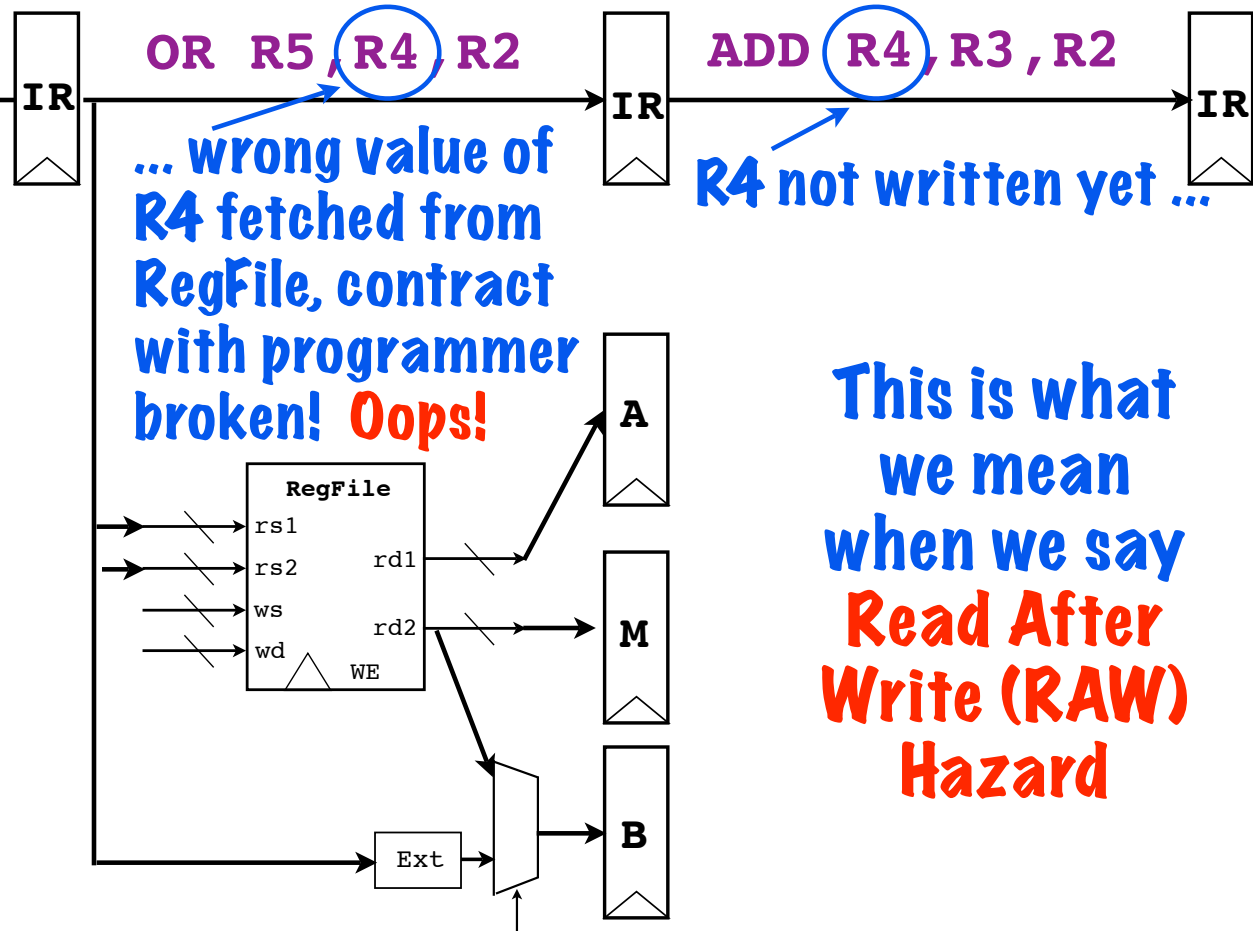 OR R5,R4,R2
ADD R4,R3,R2
IR
IR
IR
... wrong value of
R4 fetched from
RegFile, contract
with programmer
broken! Oops!
R4 not written yet ...
This is what
we mean
when we say
Read After
Write (RAW)
Hazard
RegFile
rs1
rs2
ws
wd
rd1
rd2
WE
A
M
B
Ext